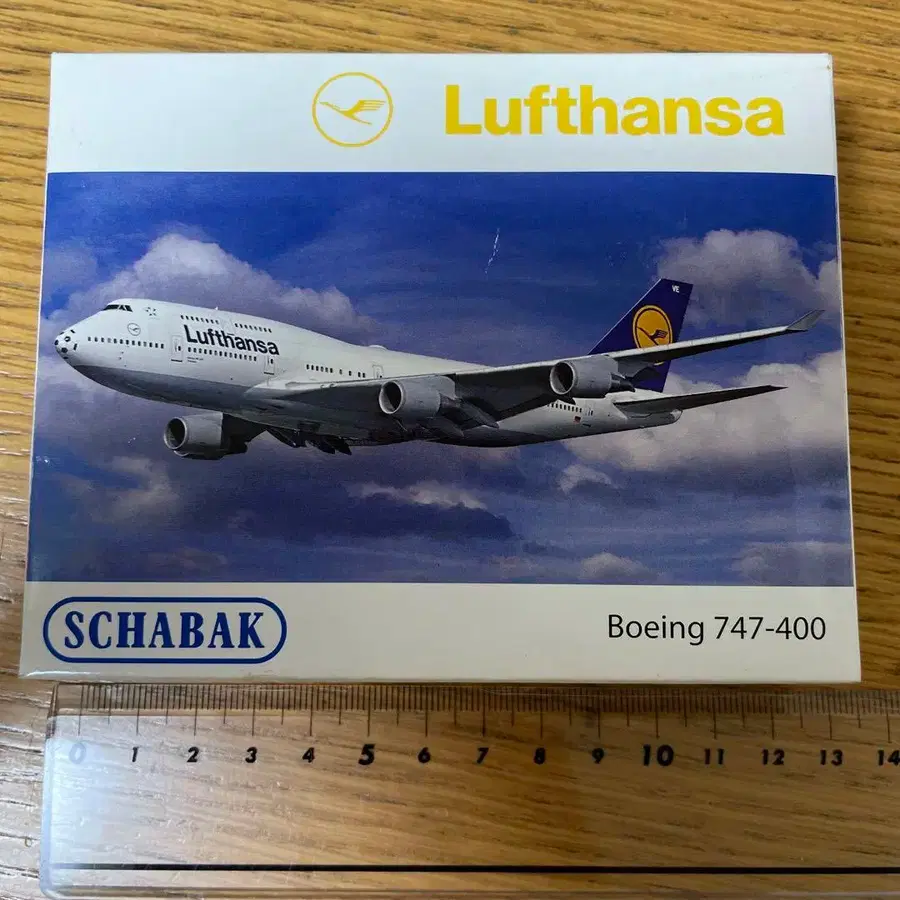 Lufthansa
VE
Lufthansa
SCHABAK
Boeing 747-400
0 1 2 3 4 5 6 7 8 9 10 11 12 13 14